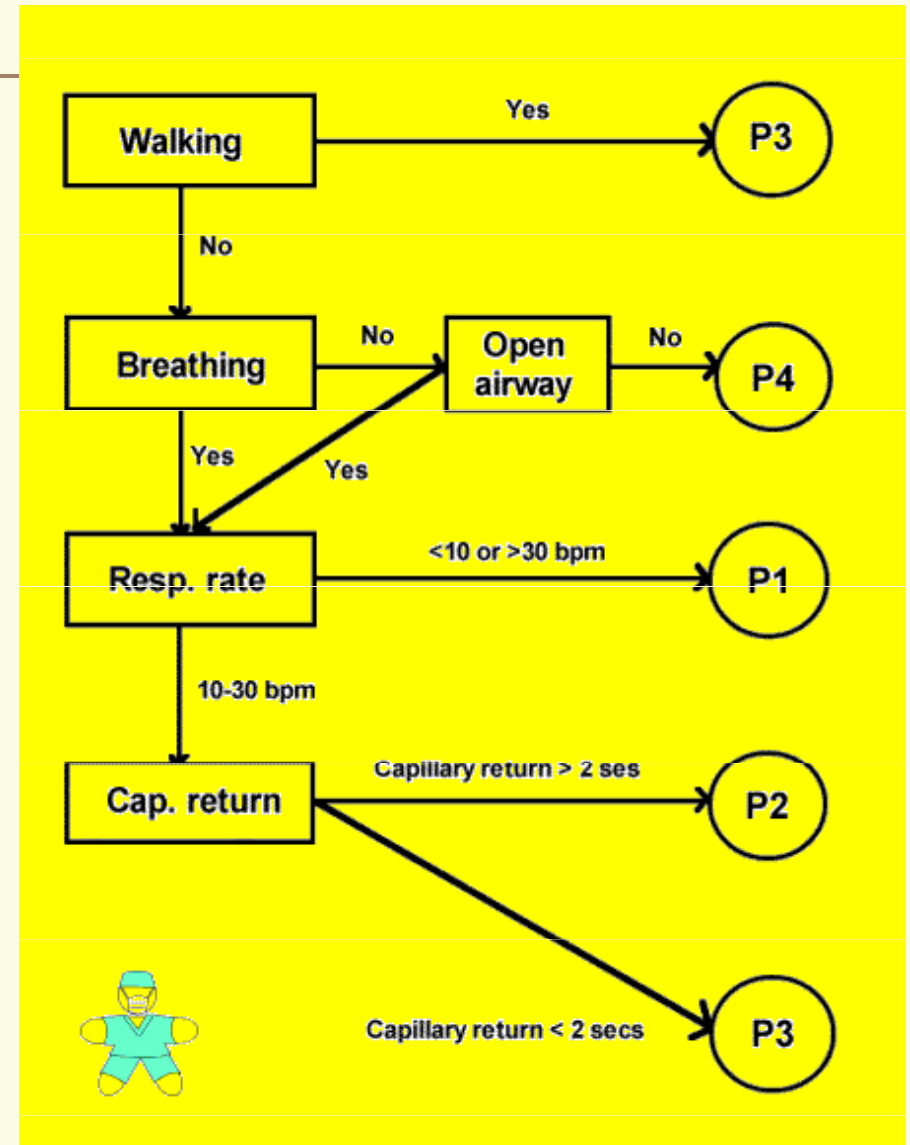 Yes
Walking
P3
No
Breathing
No
Open
airway
No
P4
Yes
Yes
Resp. rate
<10 or >30 bpm
P1
10-30 bpm
Cap. return
Capillary return > 2 ses
P2
Capillary return < 2 secs
P3